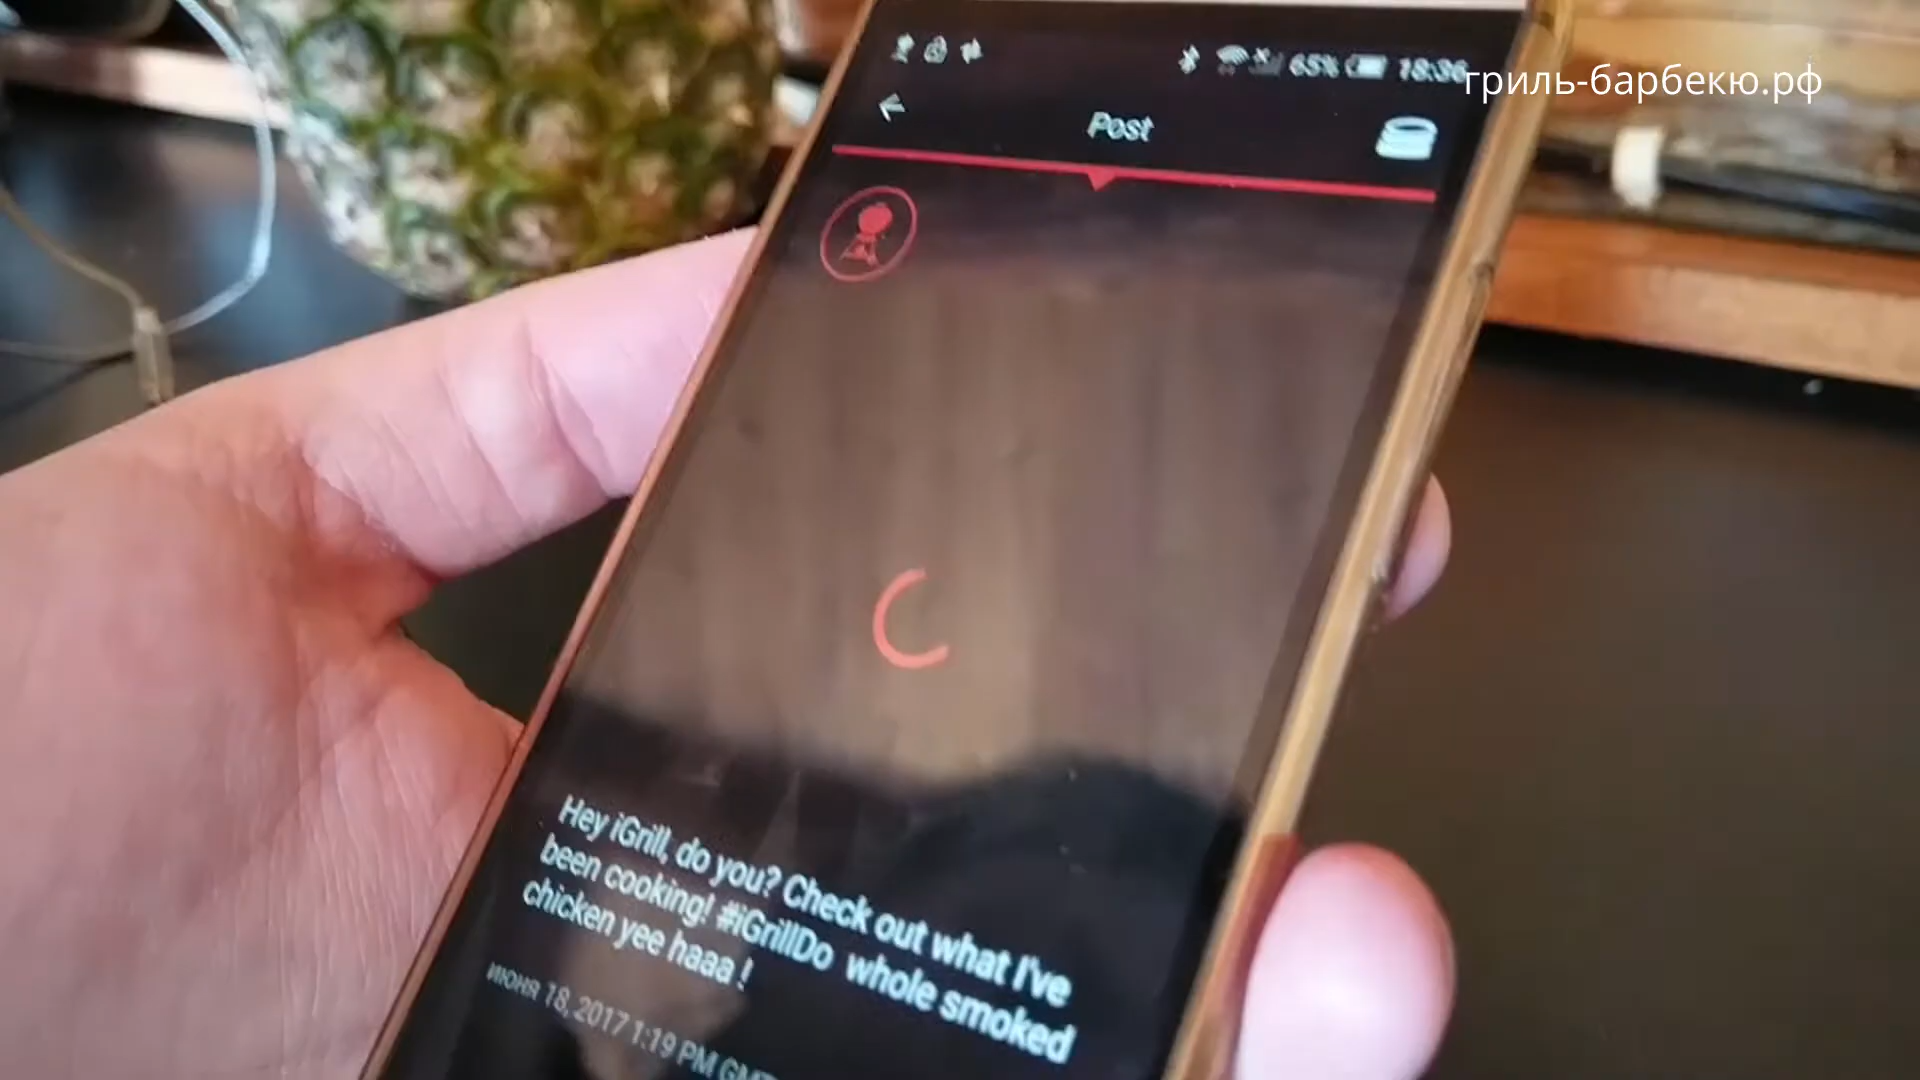 65% 18:36
гриль-барбекю.рф
Post
Hey iGrill, do you? Check out what I've
been cooking! #iGrillDo whole smoked
chicken yee haaa !
июня 18, 2017 1:19 PM GMT